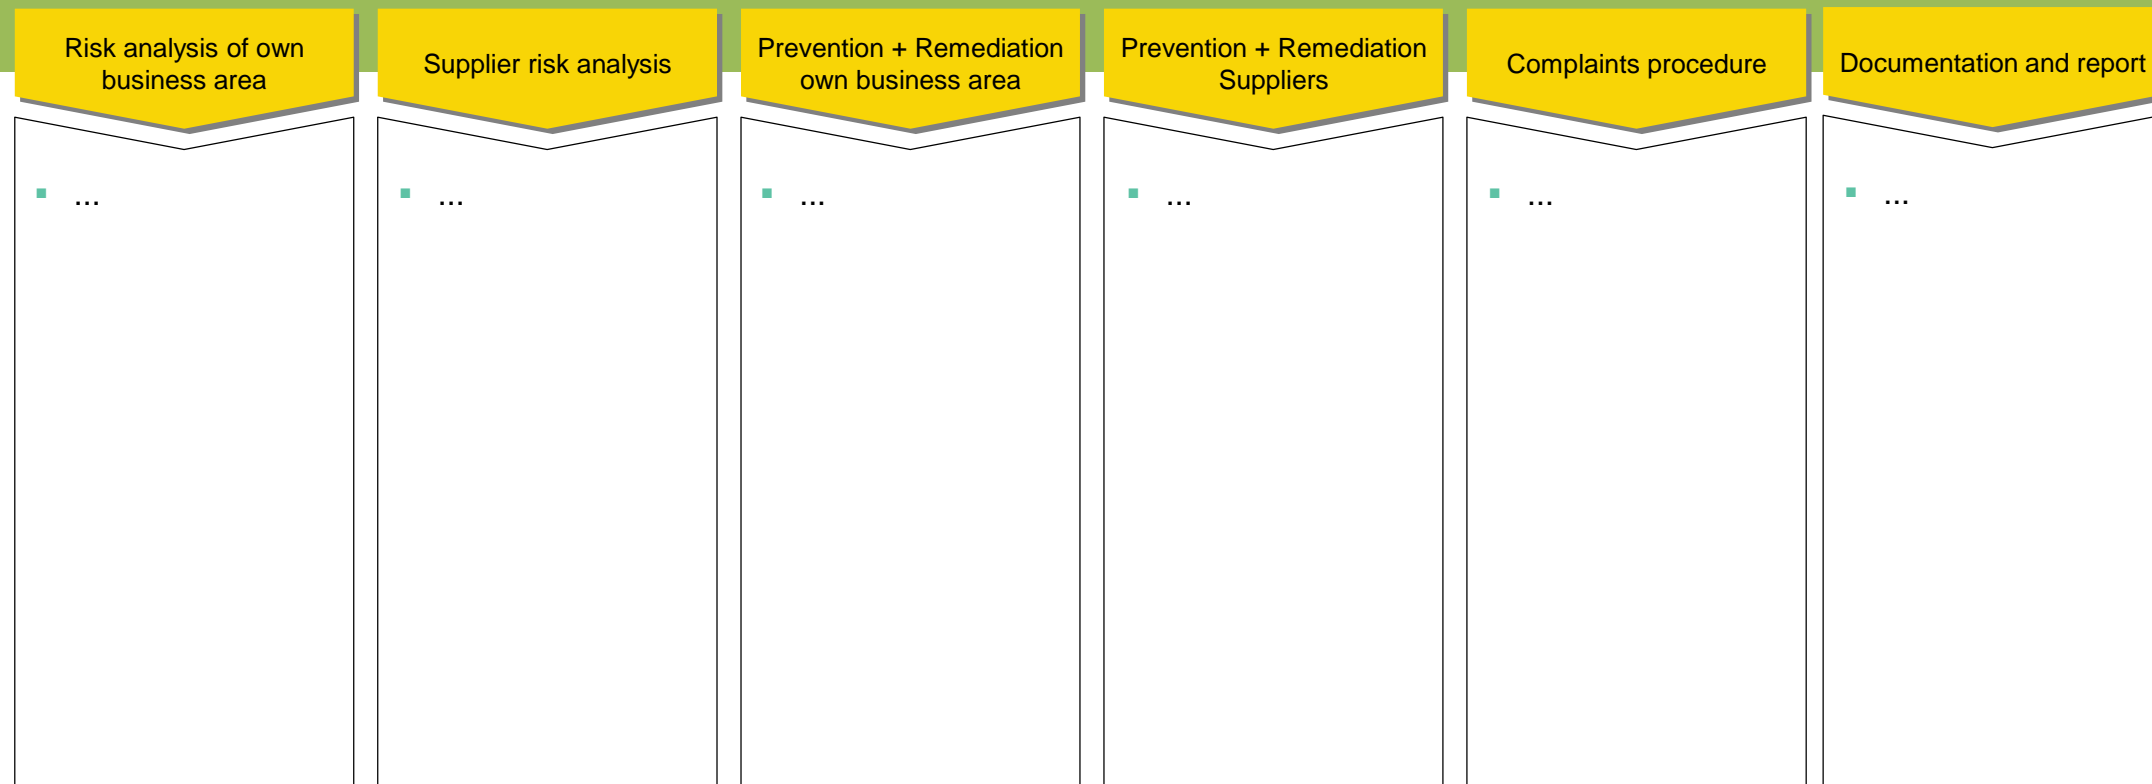 Risk analysis of own
business area
Supplier risk analysis
Prevention + Remediation
own business area
Prevention + Remediation
Suppliers
Complaints procedure
Documentation and report
...
...
...
...
...
...